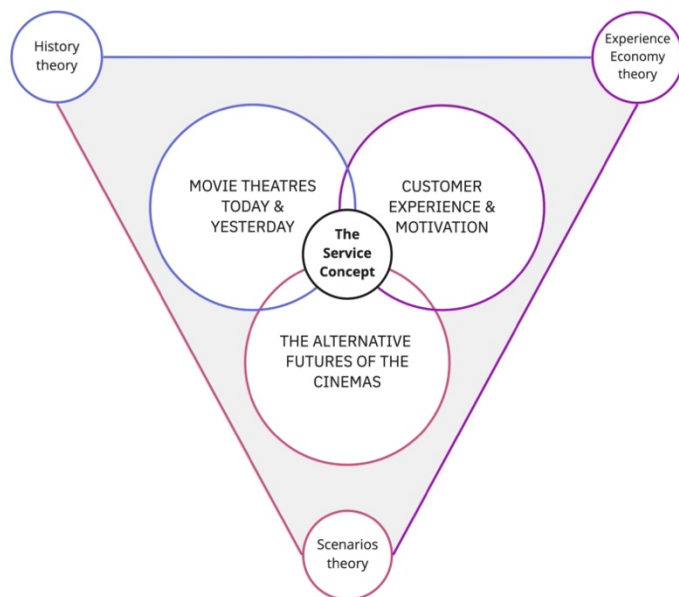 History
theory
Experience
Economy
theory
MOVIE THEATRES
TODAY &
YESTERDAY
CUSTOMER
EXPERIENCE &
MOTIVATION
The
Service
Concept
THE ALTERNATIVE
FUTURES OF THE
CINEMAS
Scenarios
theory